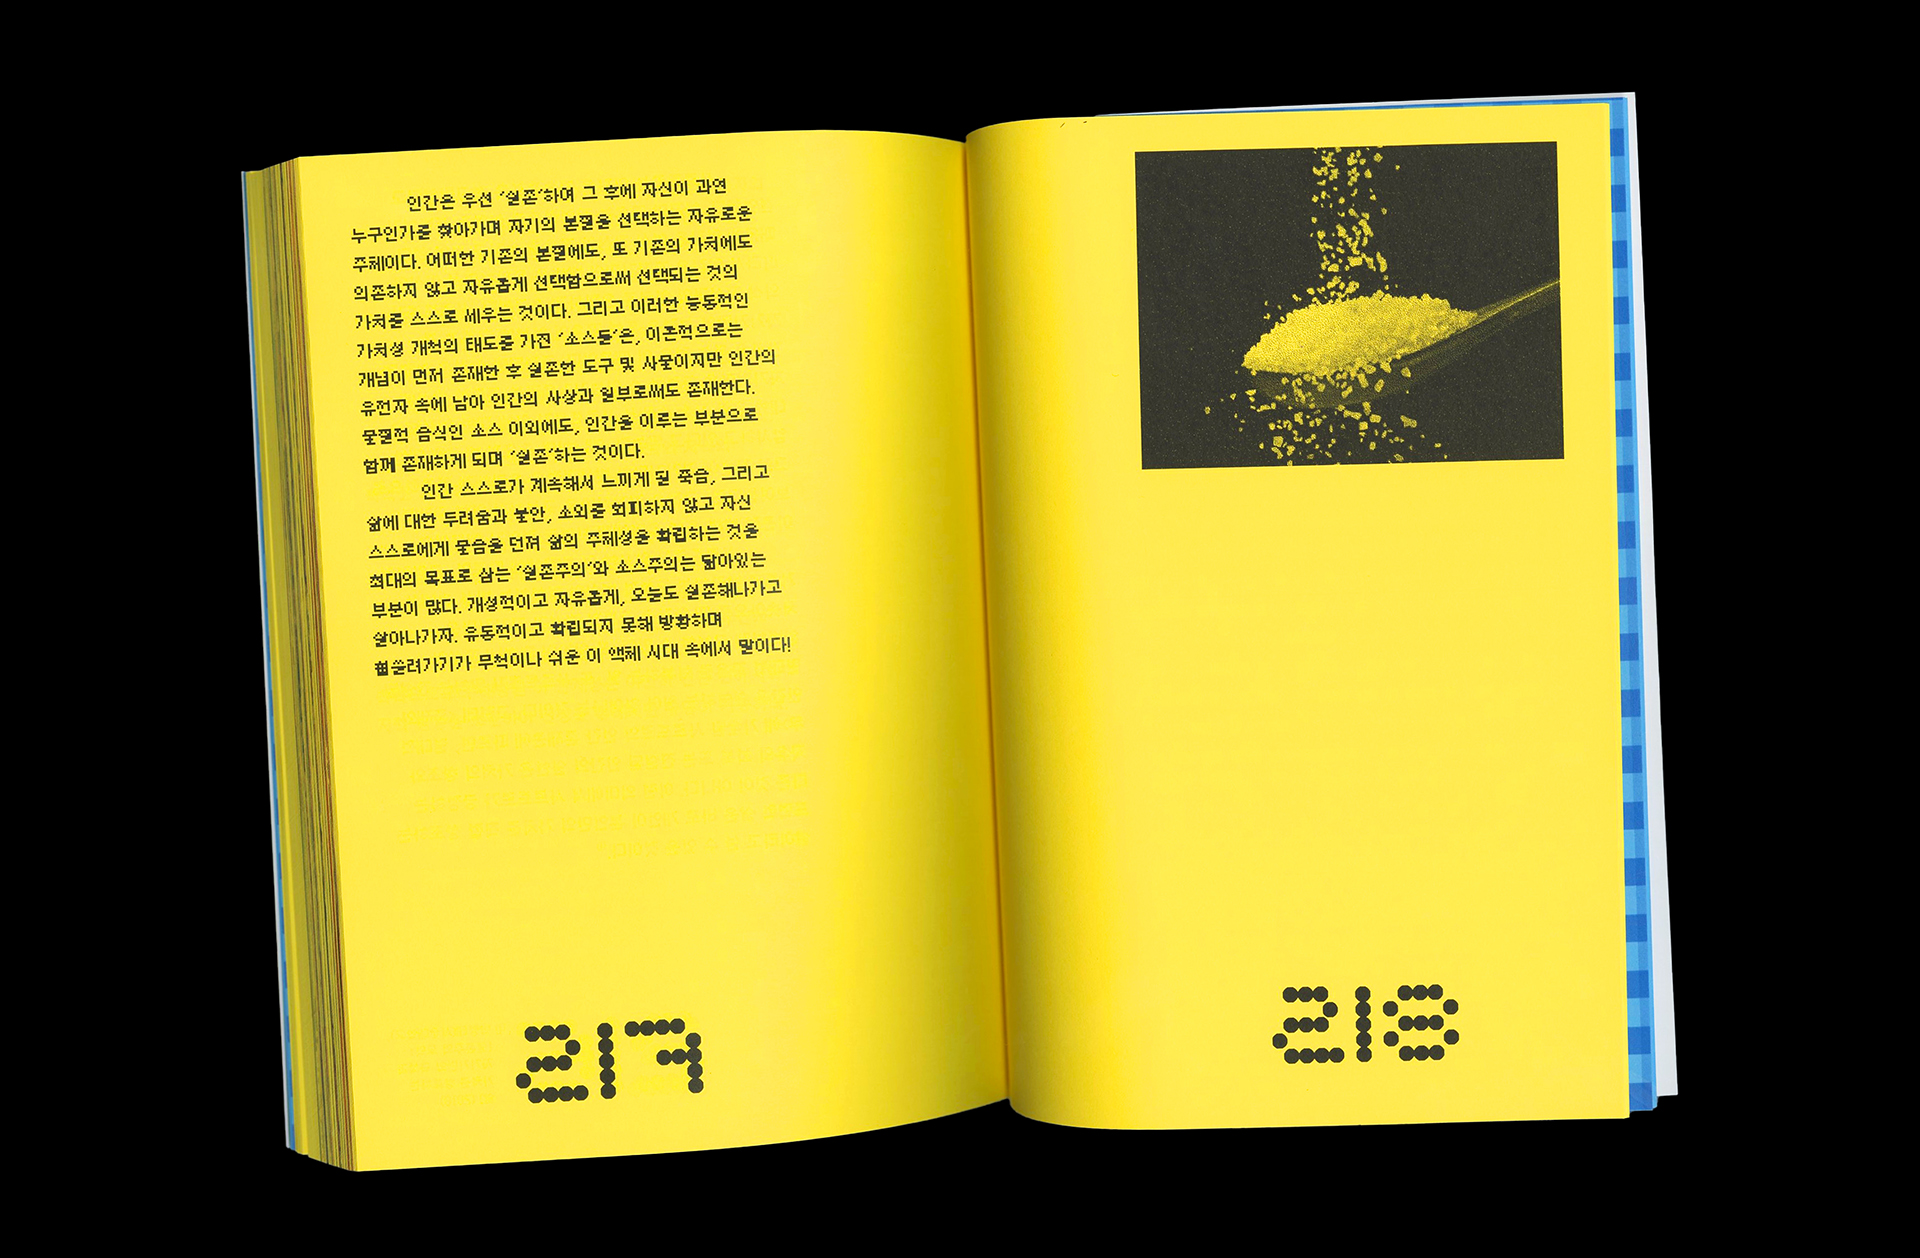 인간은 우선 ‘실존’하여 그 후에 자신이 과연
누구인가를 찾아가며 자기의 본질을 선택하는 자유로운
주체이다. 어떠한 기존의 본질에도, 또 기존의 가치에도
의존하지 않고 자유롭게 선택함으로써 선택되는 것의
가치를 스스로 세우는 것이다. 그리고 이러한 능동적인
가치성 개척의 태도를 가진 ‘소스들’은, 이존적으로는
개념이 먼저 존재한 후 실존한 도구 및 사물이지만 인간의
유전자 속에 남아 인간의 사상과 일부로써도 존재한다.
물질적 음식인 소스 이외에도, 인간을 이루는 부분으로
함께 존재하게 되며 ‘실존’하는 것이다.
인간 스스로가 계속해서 느끼게 될 죽음, 그리고
삶에 대한 두려움과 불안, 소외를 회피하지 않고 자신
스스로에게 물음을 던져 삶의 주체성을 확립하는 것을
최대의 목표로 삼는 ‘실존주의’와 소스주의는 닮아있는
부분이 많다. 개성적이고 자유롭게, 오늘도 실존해나가고
살아나가자. 유동적이고 확립되지 못해 방황하며
휩쓸려가기가 무척이나 쉬운 이 액체 시대 속에서 말이다!
217
218